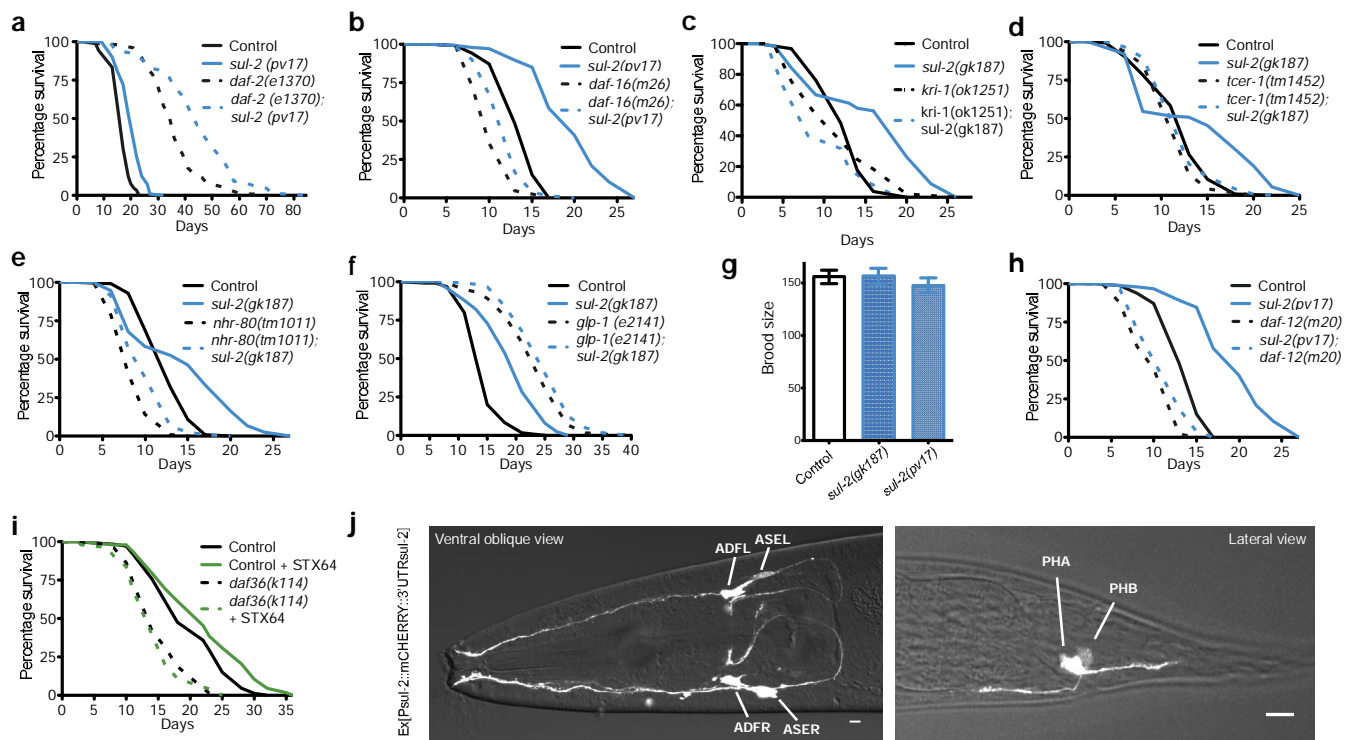 a
Percentage survival
100
75
50
25
0
0 10 20 30 40 50 60 70 80
Days
Control
sul-2 (pv17)
daf-2(e1370)
daf-2 (e1370);
sul-2 (pv17)
b
Percentage survival
100
75
50
25
0
0 5 10 15 20 25
Days
Control
sul-2(pv17)
daf-16(m26)
daf-16(m26);
sul-2(pv17)
c
Percentage survival
100
80
60
40
20
0
0 5 10 15 20 25
Days
Control
sul-2(gk187)
kri-1(ok1251)
kri-1(ok1251);
sul-2(gk187)
d
Percentage survival
100
75
50
25
0
0 5 10 15 20 25
Days
Control
sul-2(gk187)
tcer-1(tm1452)
tcer-1(tm1452);
sul-2(gk187)
e
Percentage survival
100
75
50
25
0
0 5 10 15 20 25
Days
Control
sul-2(gk187)
nhr-80(tm1011)
nhr-80(tm1011);
sul-2(gk187)
f
Percentage survival
100
75
50
25
0
0 5 10 15 20 25 30 35 40
Days
Control
sul-2(gk187)
glp-1 (e2141)
glp-1(e2141);
sul-2(gk187)
g
Brood size
150
100
50
0
Control
sul-2(gk187)
sul-2(pv17)
h
Percentage survival
100
75
50
25
0
0 5 10 15 20 25
Days
Control
sul-2(pv17)
daf-12(m20)
sul-2(pv17);
daf-12(m20)
i
Percentage survival
100
75
50
25
0
0 5 10 15 20 25 30 35
Days
Control
Control + STX64
daf36(k114)
daf36(k114)
+ STX64
j
Ex[Psul-2::mCHERRY::3'UTRsul-2]
Ventral oblique view
ADFL
ASEL
ADFR
ASER
Lateral view
PHA
PHB